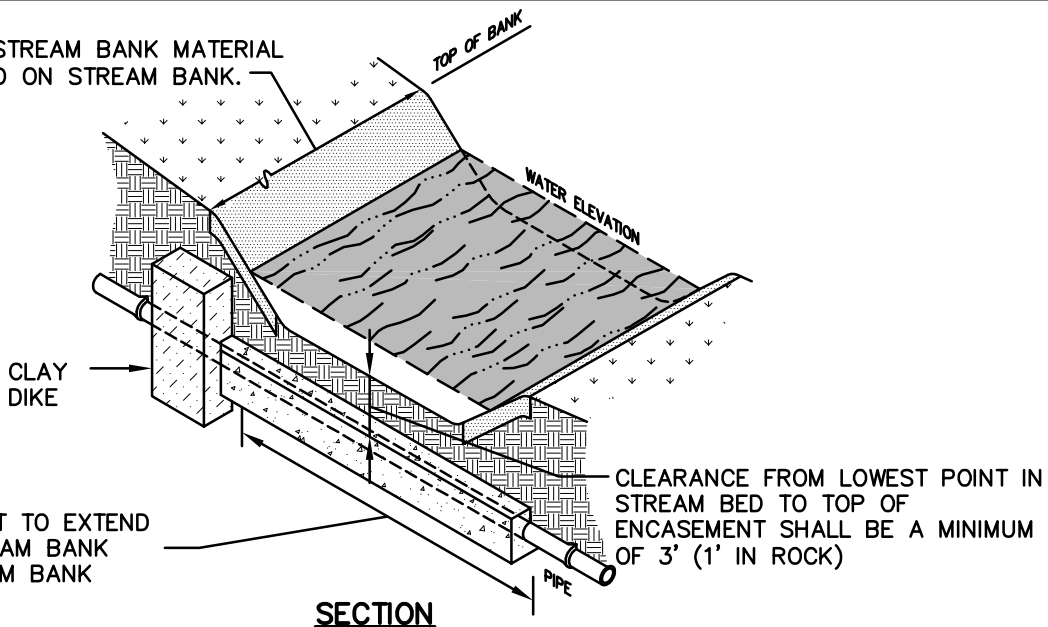 TOP OF BANK
STREAM BANK MATERIAL
ON STREAM BANK.
WATER ELEVATION
CLAY
DIKE
CLEARANCE FROM LOWEST POINT IN
STREAM BED TO TOP OF
ENCASEMENT SHALL BE A MINIMUM
OF 3' (1' IN ROCK)
TO EXTEND
BANK
BANK
PIPE
SECTION